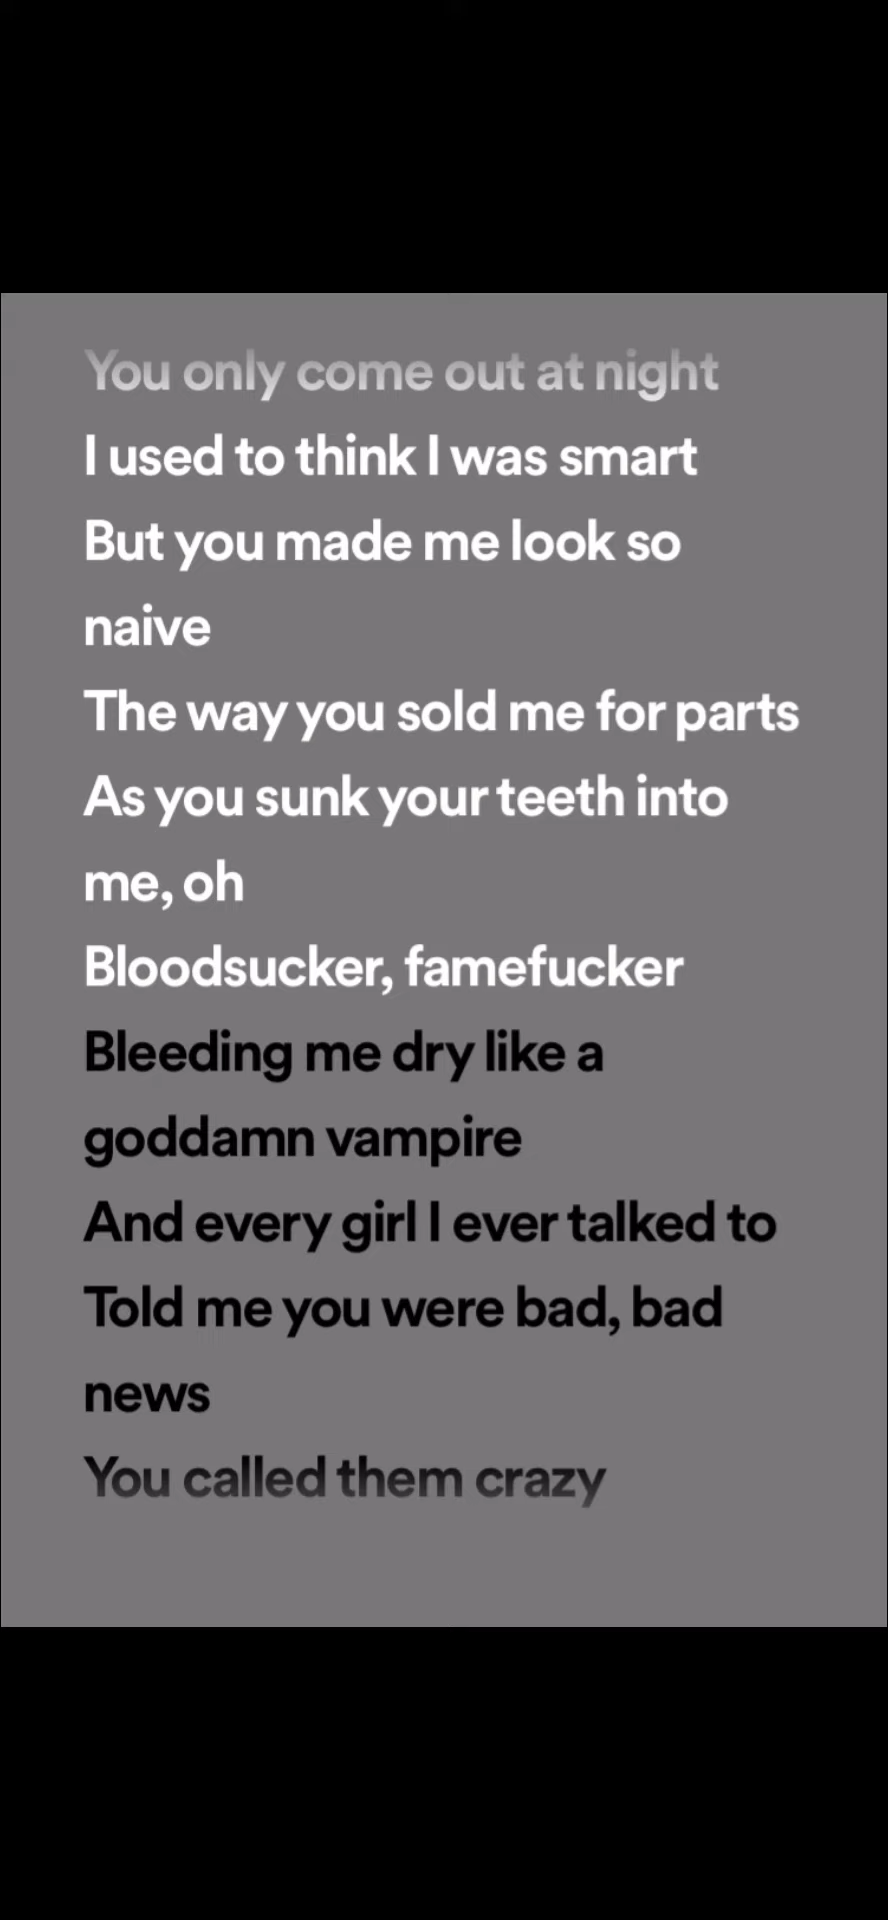 You only come out at night
I used to think I was smart
But you made me look so
naive
The way you sold me for parts
As you sunk your teeth into
me, oh
Bloodsucker, famefucker
Bleeding me dry like a
goddamn vampire
And every girl I ever talked to
Told me you were bad, bad
news
You called them crazy